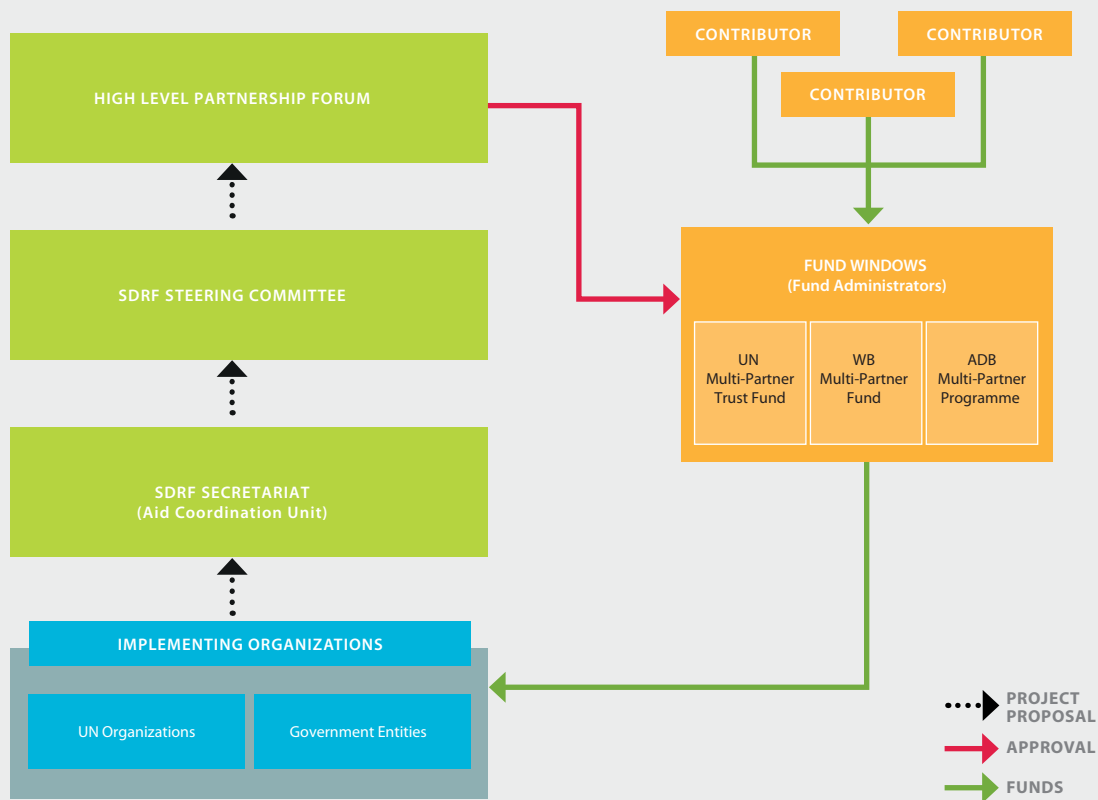 HIGH LEVEL PARTNERSHIP FORUM
SDRF STEERING COMMITTEE
SDRF SECRETARIAT
(Aid Coordination Unit)
IMPLEMENTING ORGANIZATIONS
UN Organizations
Government Entities
CONTRIBUTOR
CONTRIBUTOR
CONTRIBUTOR
FUND WINDOWS
(Fund Administrators)
UN
Multi-Partner
Trust Fund
WB
Multi-Partner
Fund
ADB
Multi-Partner
Programme
PROJECT
PROPOSAL
APPROVAL
FUNDS